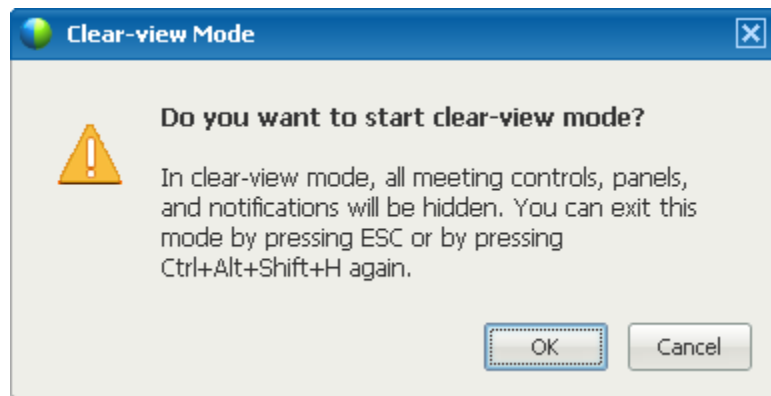 Clear-view Mode
Do you want to start clear-view mode?
In clear-view mode, all meeting controls, panels,
and notifications will be hidden. You can exit this
mode by pressing ESC or by pressing
Ctrl+Alt+Shift+H again.
OK Cancel